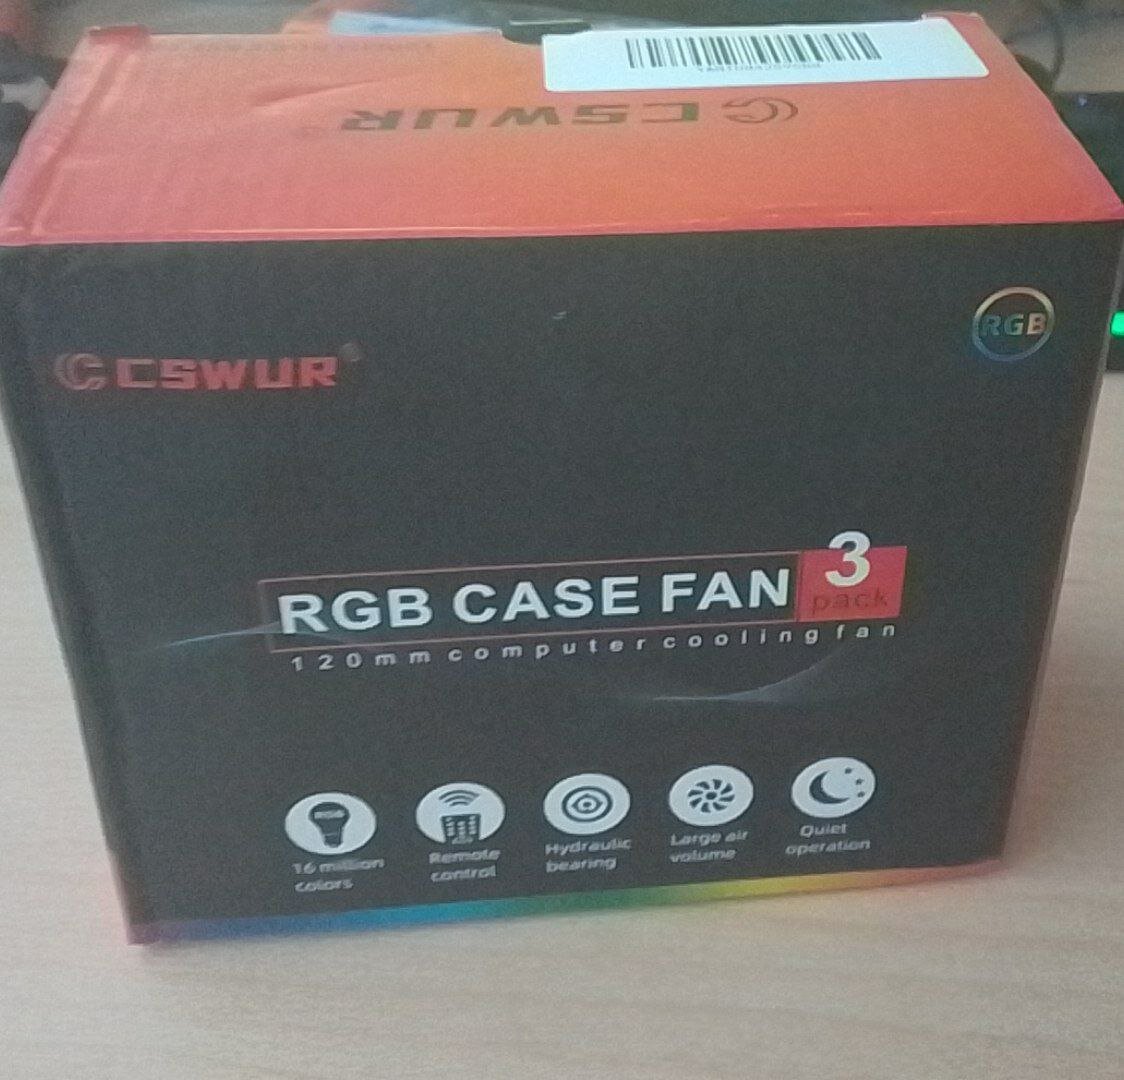 CSWUR
CSWUR
RGB
RGB CASE FAN 3
pack
120mm computer cooling fan
RGB
16 million
colors
Remote
control
Hydraulic
bearing
Large air
volume
Quiet
operation